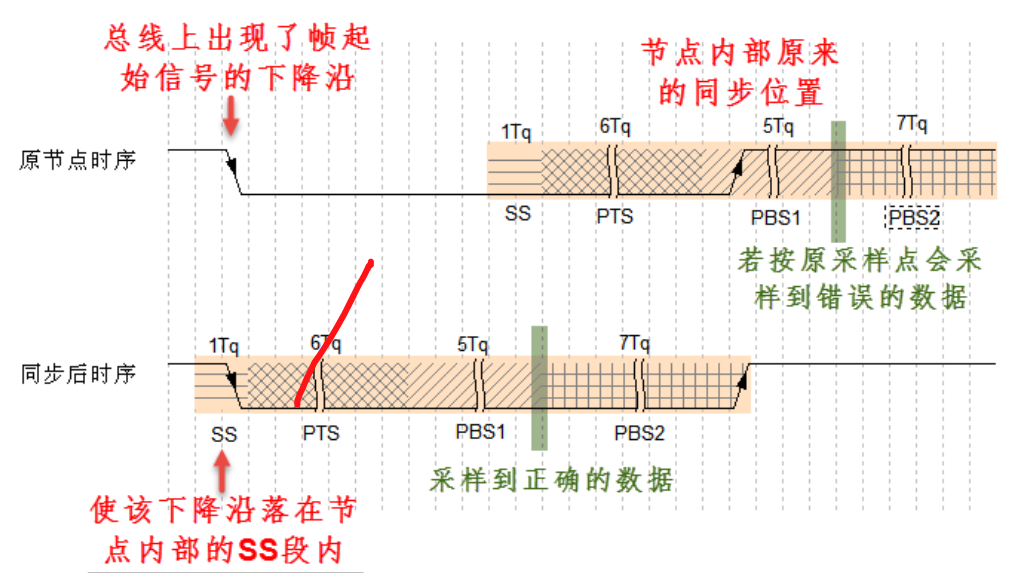 总线上出现了帧起
始信号的下降沿
节点内部原来
的同步位置
原节点时序
1Tq
6Tq
5Tq
7Tq
SS
PTS
PBS1
PBS2
若按原采样点会采
样到错误的数据
同步后时序
1Tq
6Tq
5Tq
7Tq
SS
PTS
PBS1
PBS2
采样到正确的数据
使该下降沿落在节
点内部的SS段内